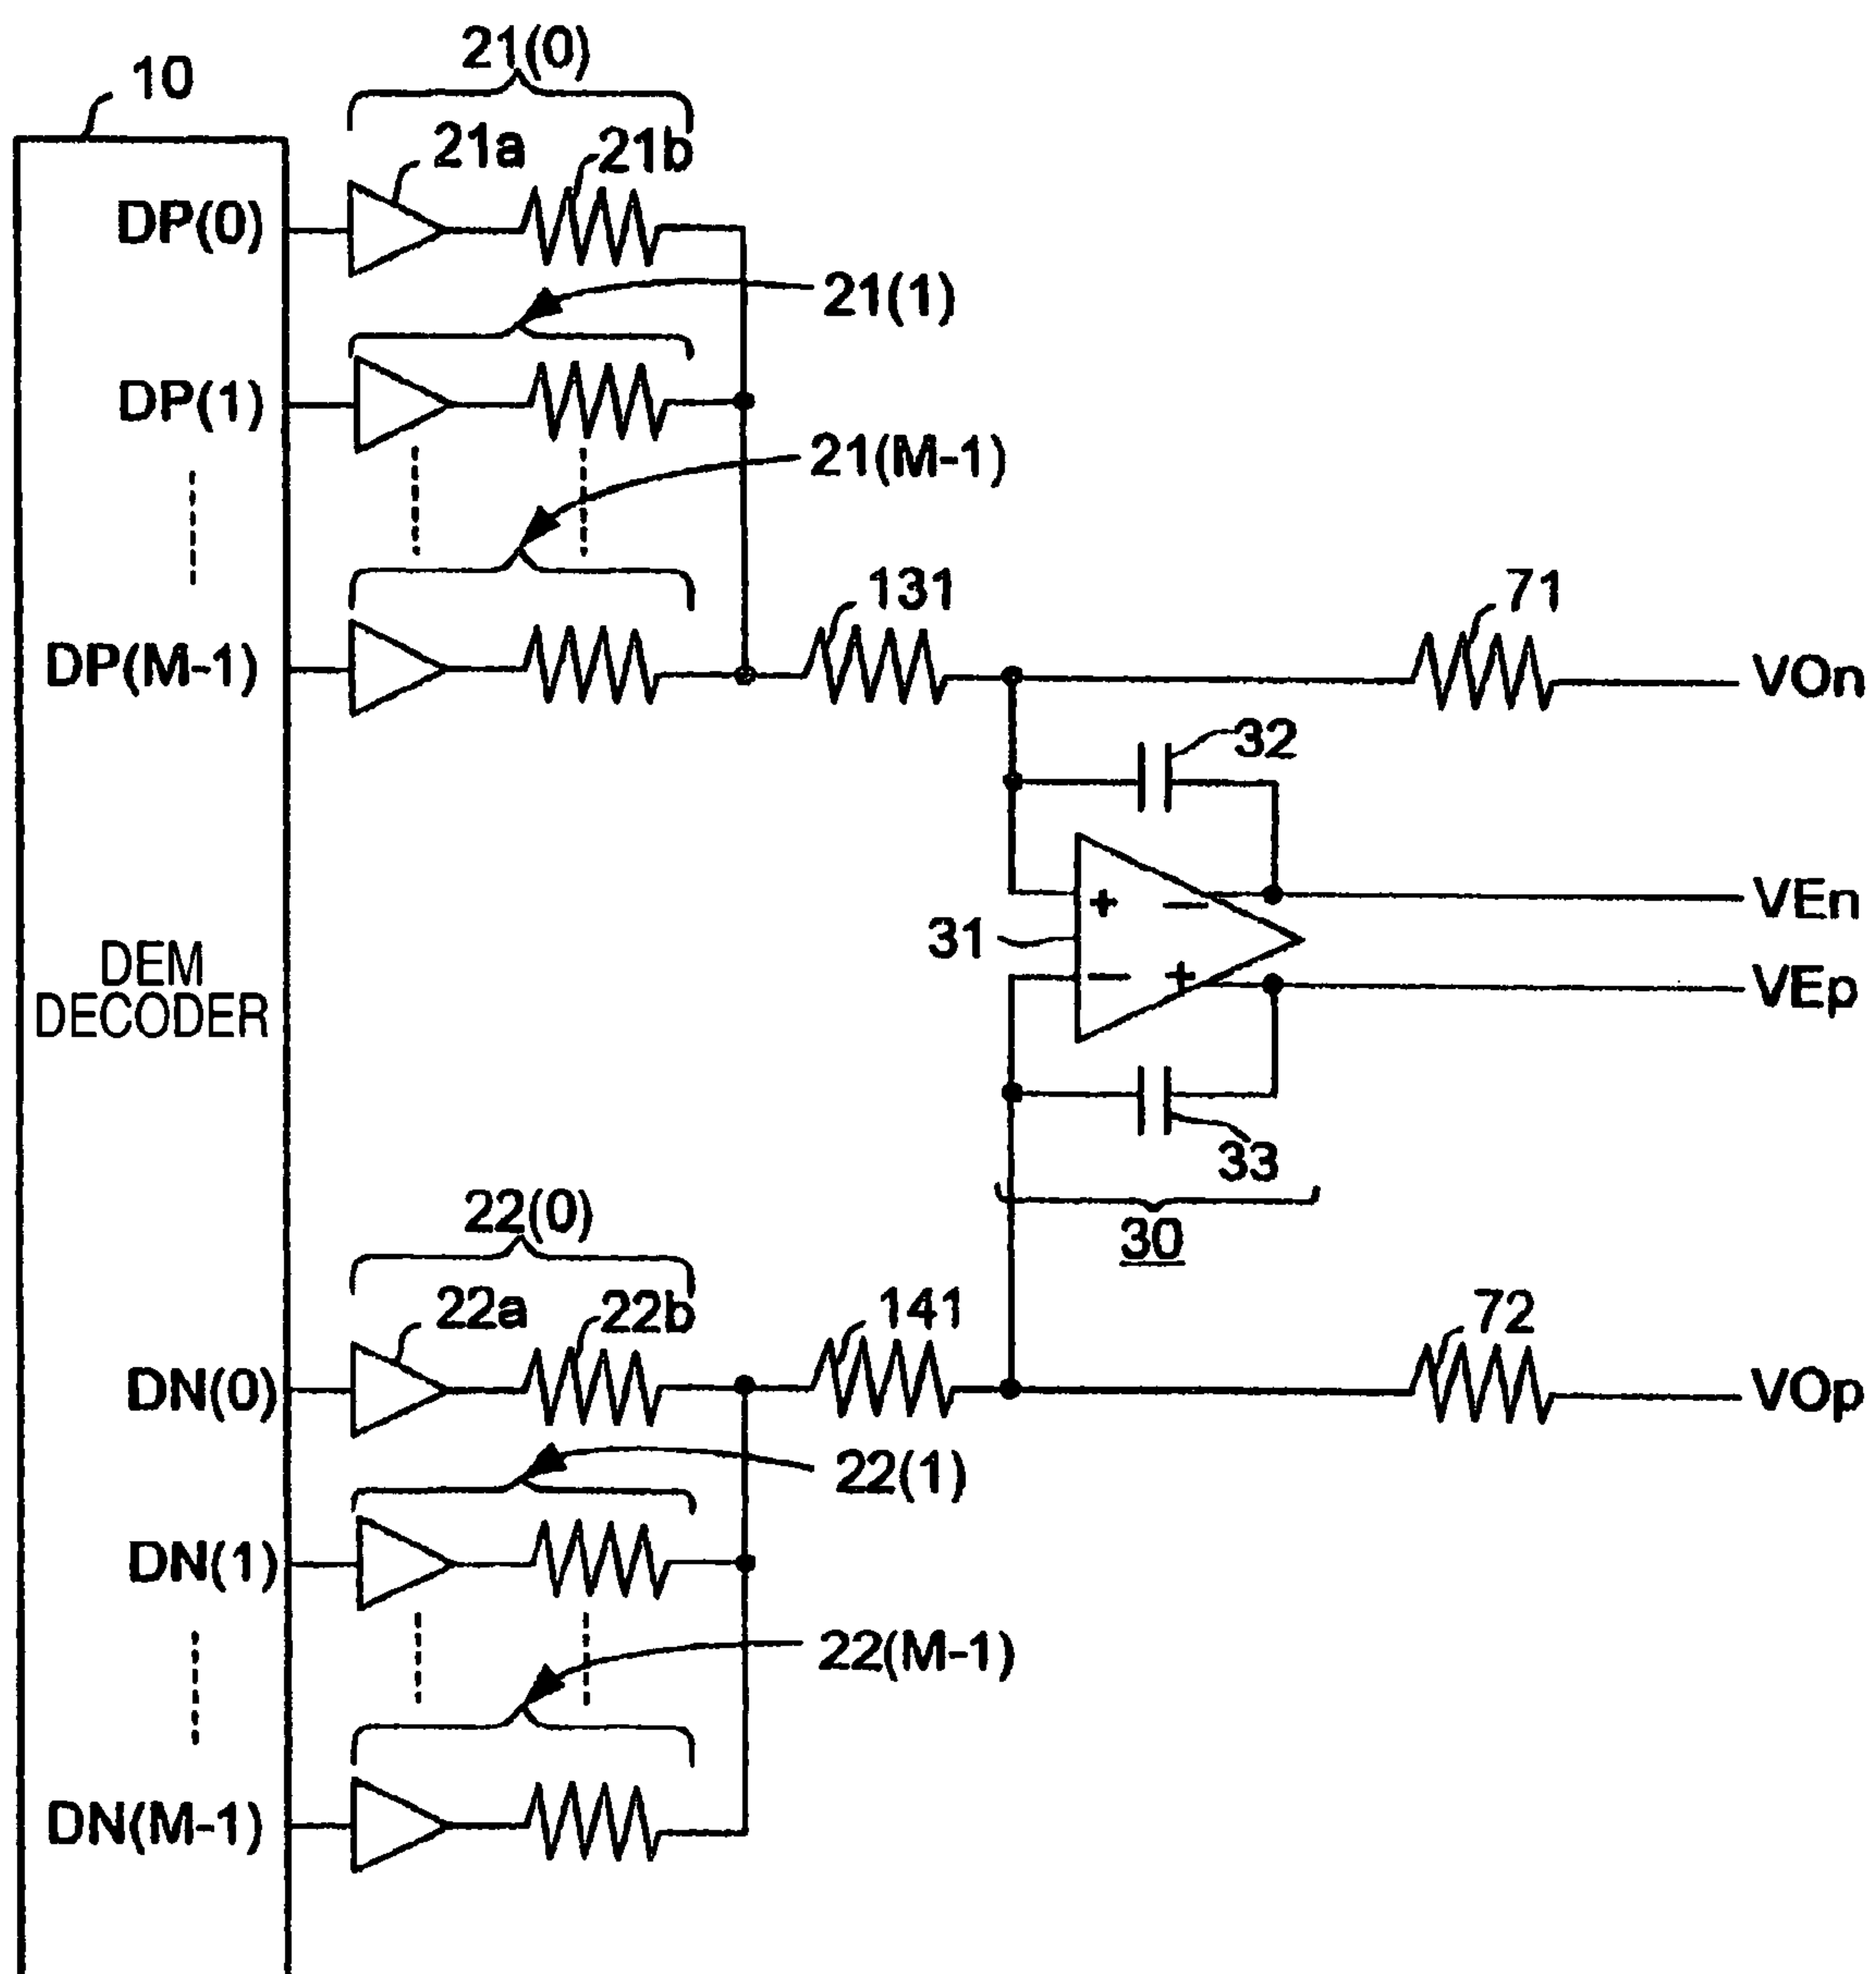 21(0)
10
21a
21b
DP(0)
21(1)
DP(1)
21(M-1)
131
71
DP(M-1)
VOn
32
+
−
VEn
31
DEM
DECODER
−
+
VEp
33
22(0)
30
22a
22b
141
72
DN(0)
VOp
22(1)
DN(1)
22(M-1)
DN(M-1)